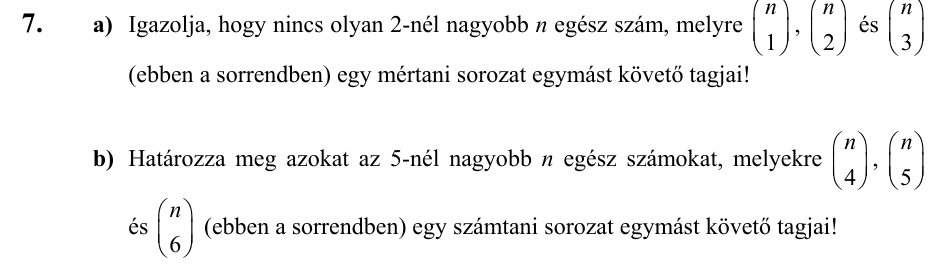 7. a) Igazolja, hogy nincs olyan 2-nél nagyobb n egész szám, melyre (n 1), (n 2) és (n 3)
(ebben a sorrendben) egy mértani sorozat egymást követő tagjai!
b) Határozza meg azokat az 5-nél nagyobb n egész számokat, melyekre (n 4), (n 5)
és (n 6) (ebben a sorrendben) egy számtani sorozat egymást követő tagjai!